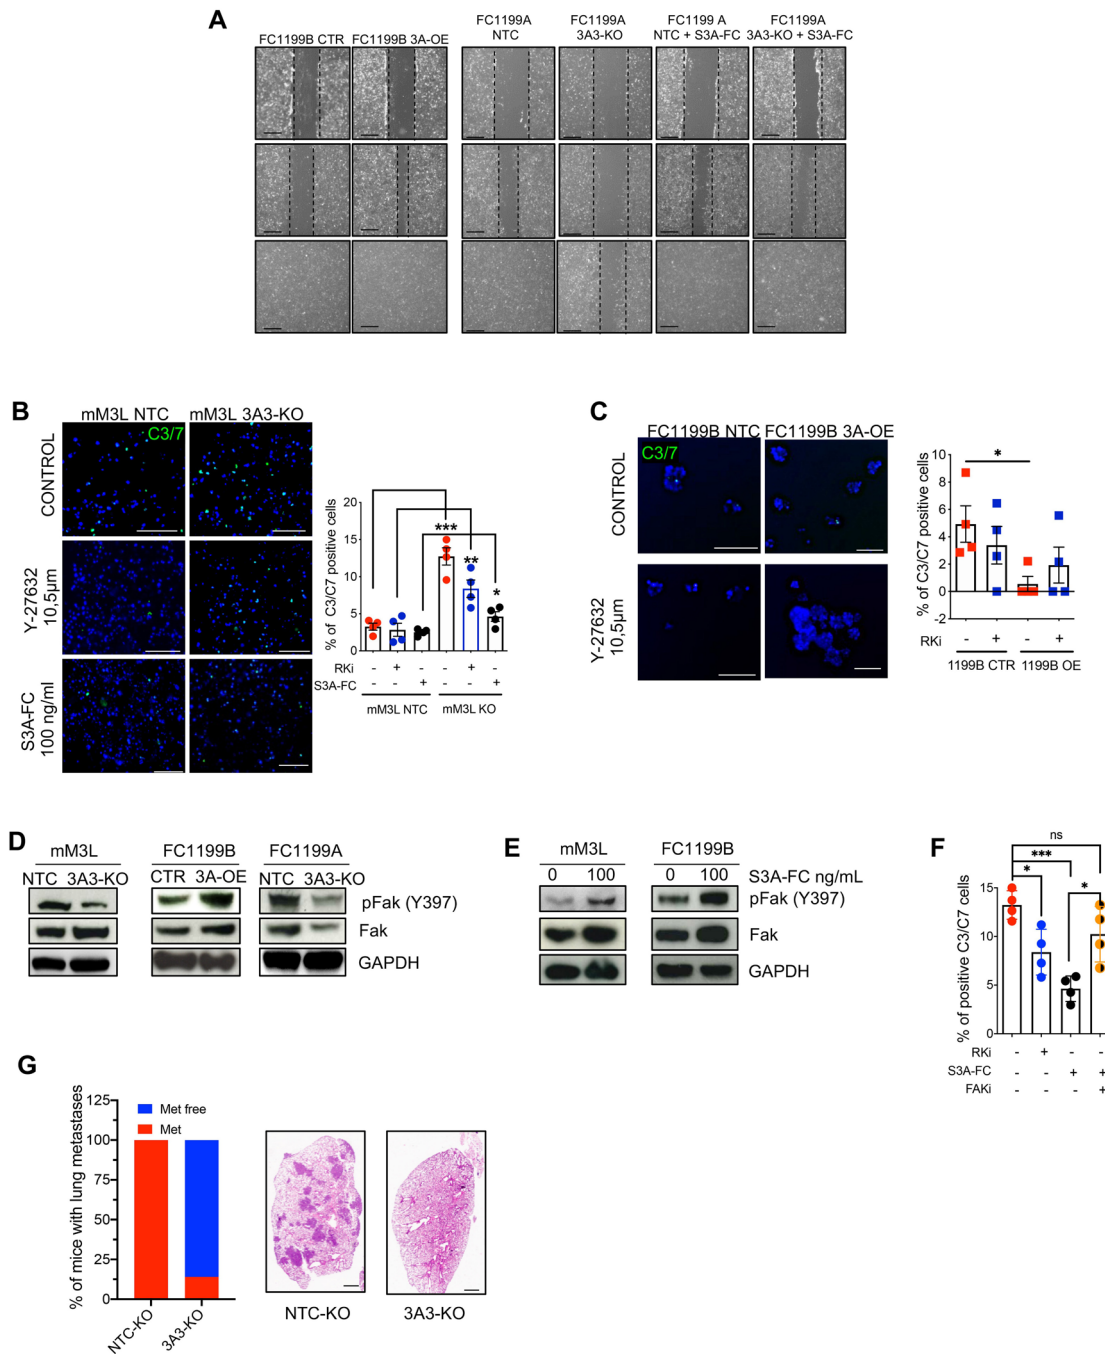 A
FC1199B CTR FC1199B 3A-OE
FC1199A NTC
FC1199A 3A3-KO
FC1199 A NTC + S3A-FC
FC1199A 3A3-KO + S3A-FC
B
mM3L NTC mM3L 3A3-KO
C3/7
CONTROL
Y-27632 10,5µm
S3A-FC 100 ng/ml
% of C3/C7 positive cells
20
15
10
5
0
***
**
*
RKi - + - - + -
S3A-FC - - + - - +
mM3L NTC mM3L KO
C
FC1199B NTC FC1199B 3A-OE
C3/7
CONTROL
Y-27632 10,5µm
% of C3/C7 positive cells
10
8
6
4
2
0
-2
*
RKi - + - +
1199B CTR 1199B OE
D
mM3L FC1199B FC1199A
NTC 3A3-KO CTR 3A-OE NTC 3A3-KO
pFak (Y397)
Fak
GAPDH
E
mM3L FC1199B
0 100 0 100 S3A-FC ng/mL
pFak (Y397)
Fak
GAPDH
F
ns
***
*
*
% of positive C3/C7 cells
15
10
5
0
RKi - + - -
S3A-FC - - + +
FAKi - - - +
G
% of mice with lung metastases
125
100
75
50
25
0
Met free
Met
NTC-KO
3A3-KO
NTC-KO
3A3-KO